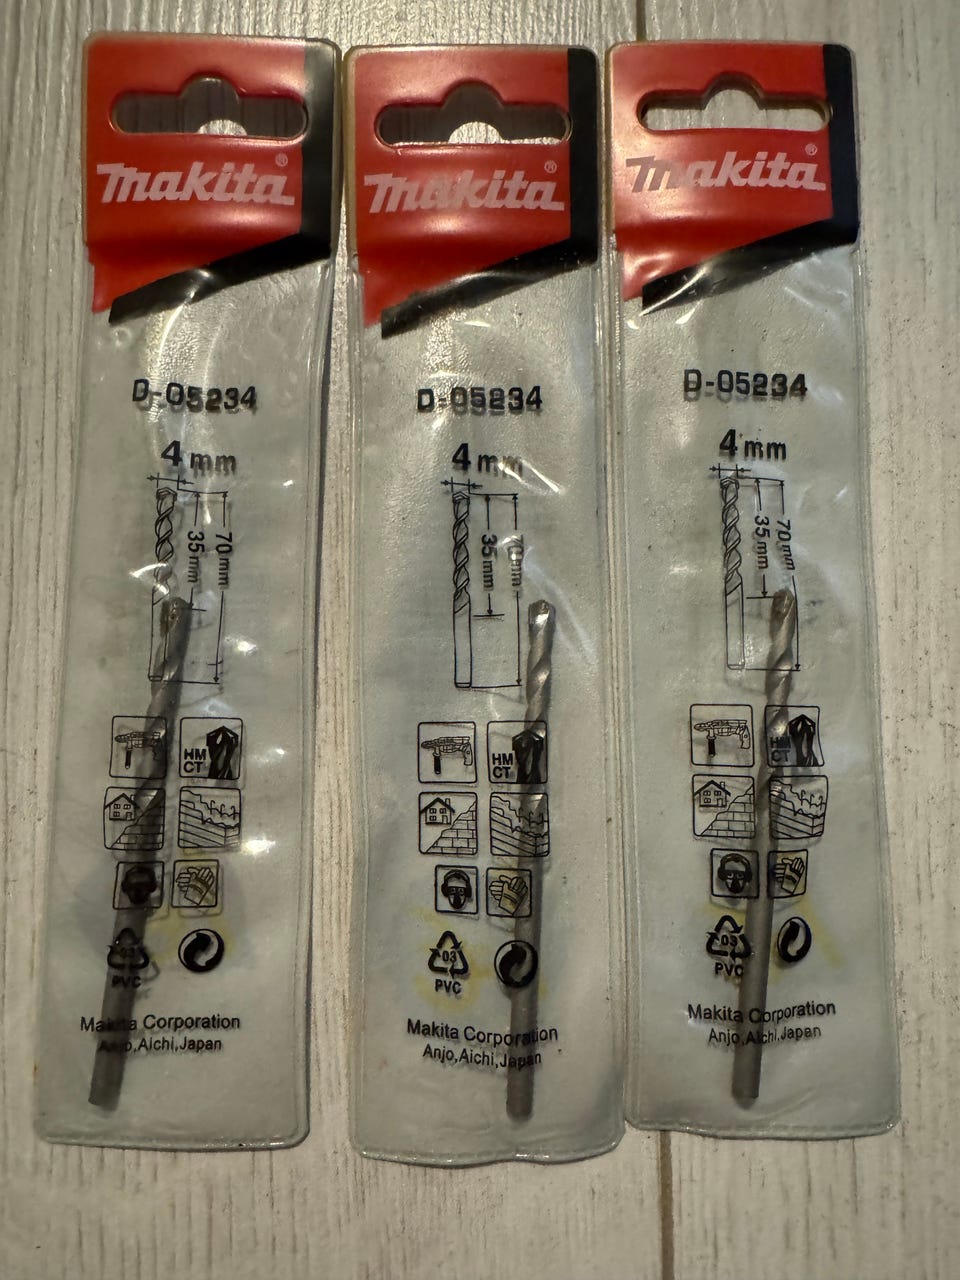 makita®
D-05234
4 mm
35 mm
70 mm
HM
CT
03
PVC
Makita Corporation
Anjo,Aichi,Japan
makita®
D-05234
4 mm
35 mm
70 mm
HM
CT
03
PVC
Makita Corporation
Anjo,Aichi,Japan
makita®
D-05234
4 mm
35 mm
70 mm
HM
CT
03
PVC
Makita Corporation
Anjo,Aichi,Japan